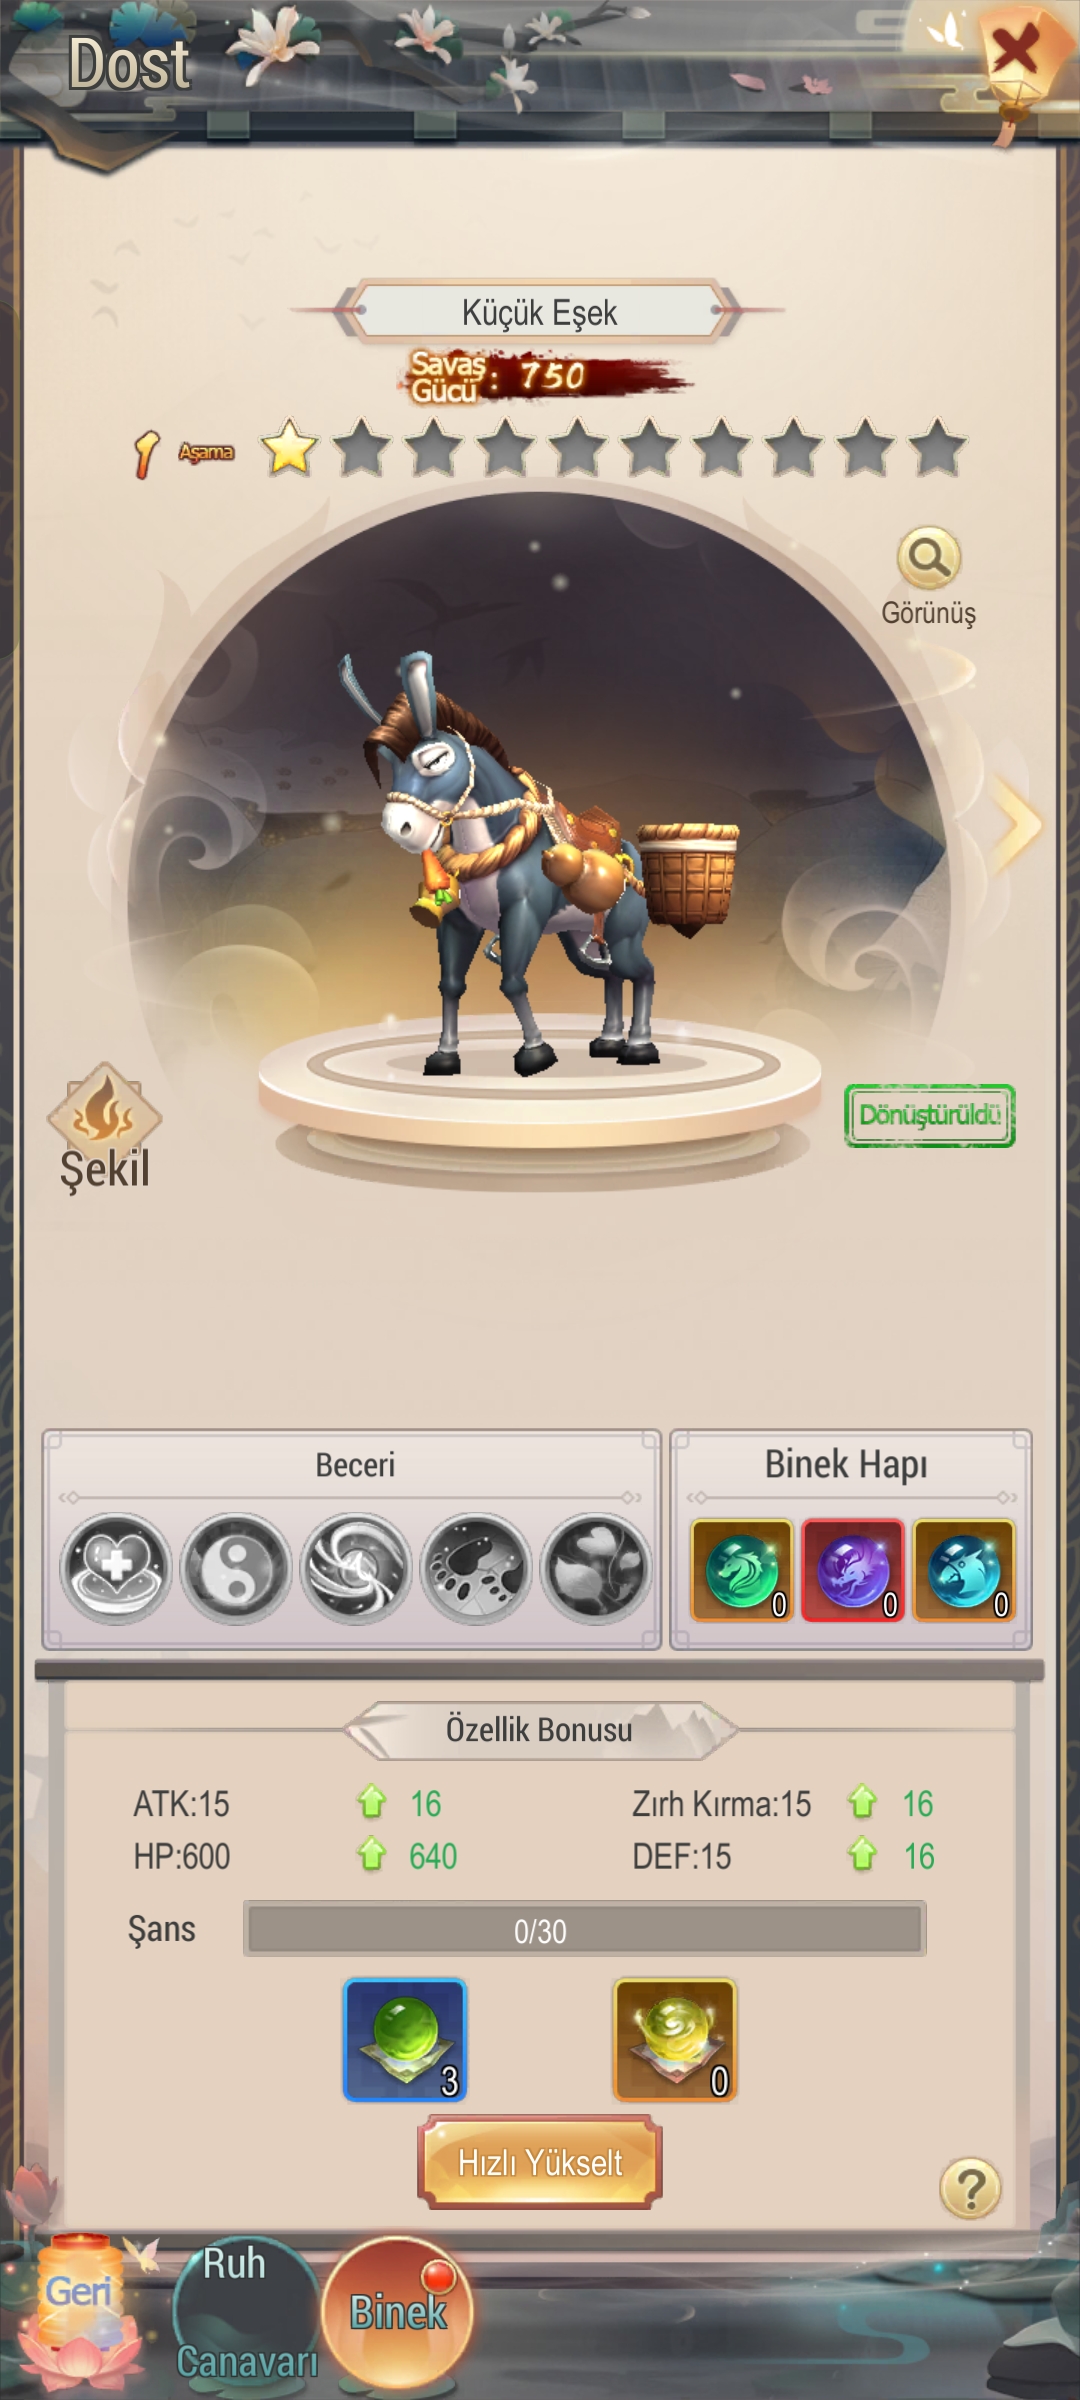 Dost
Küçük Eşek
Savaş Gücü : 750
1 Aşama
Görünüş
Şekil
Dönüştürüldü
Beceri
Binek Hapı
0 0 0
Özellik Bonusu
ATK:15 16 Zırh Kırma:15 16
HP:600 640 DEF:15 16
Şans 0/30
3 0
Hızlı Yükselt
?
Geri
Ruh
Canavarı
Binek